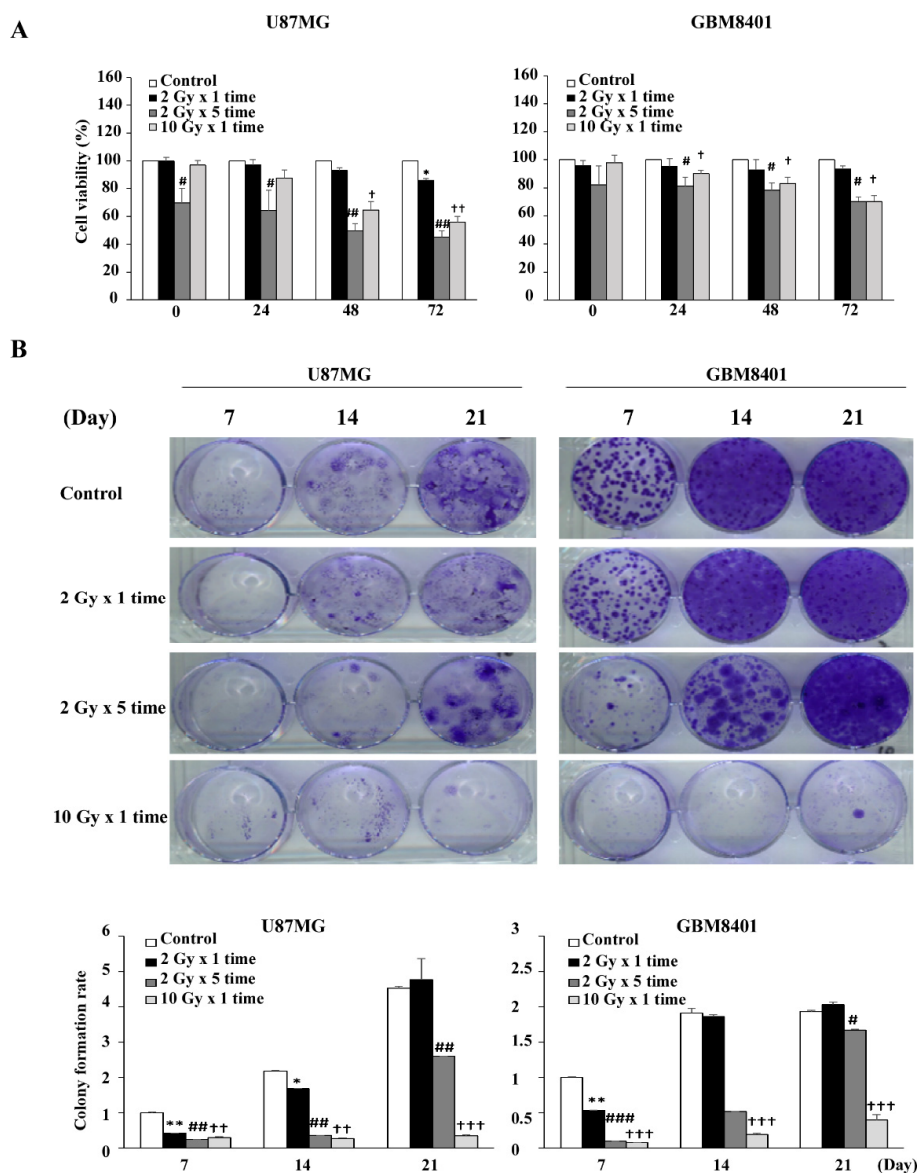 A
U87MG
GBM8401
160
140
120
100
80
60
40
20
0
Cell viability (%)
Control
2 Gy x 1 time
2 Gy x 5 time
10 Gy x 1 time
#
#
##
†
*
##
††
0 24 48 72
160
140
120
100
80
60
40
20
0
Control
2 Gy x 1 time
2 Gy x 5 time
10 Gy x 1 time
# †
# †
# †
0 24 48 72
B
U87MG
GBM8401
(Day) 7 14 21 7 14 21
Control
2 Gy x 1 time
2 Gy x 5 time
10 Gy x 1 time
U87MG
GBM8401
6
5
4
2
1
0
Colony formation rate
Control
2 Gy x 1 time
2 Gy x 5 time
10 Gy x 1 time
** ## ††
* ## ††
## †††
7 14 21
3
2.5
2
1.5
1
0.5
0
Control
2 Gy x 1 time
2 Gy x 5 time
10 Gy x 1 time
** ### †††
†††
# †††
7 14 21 (Day)